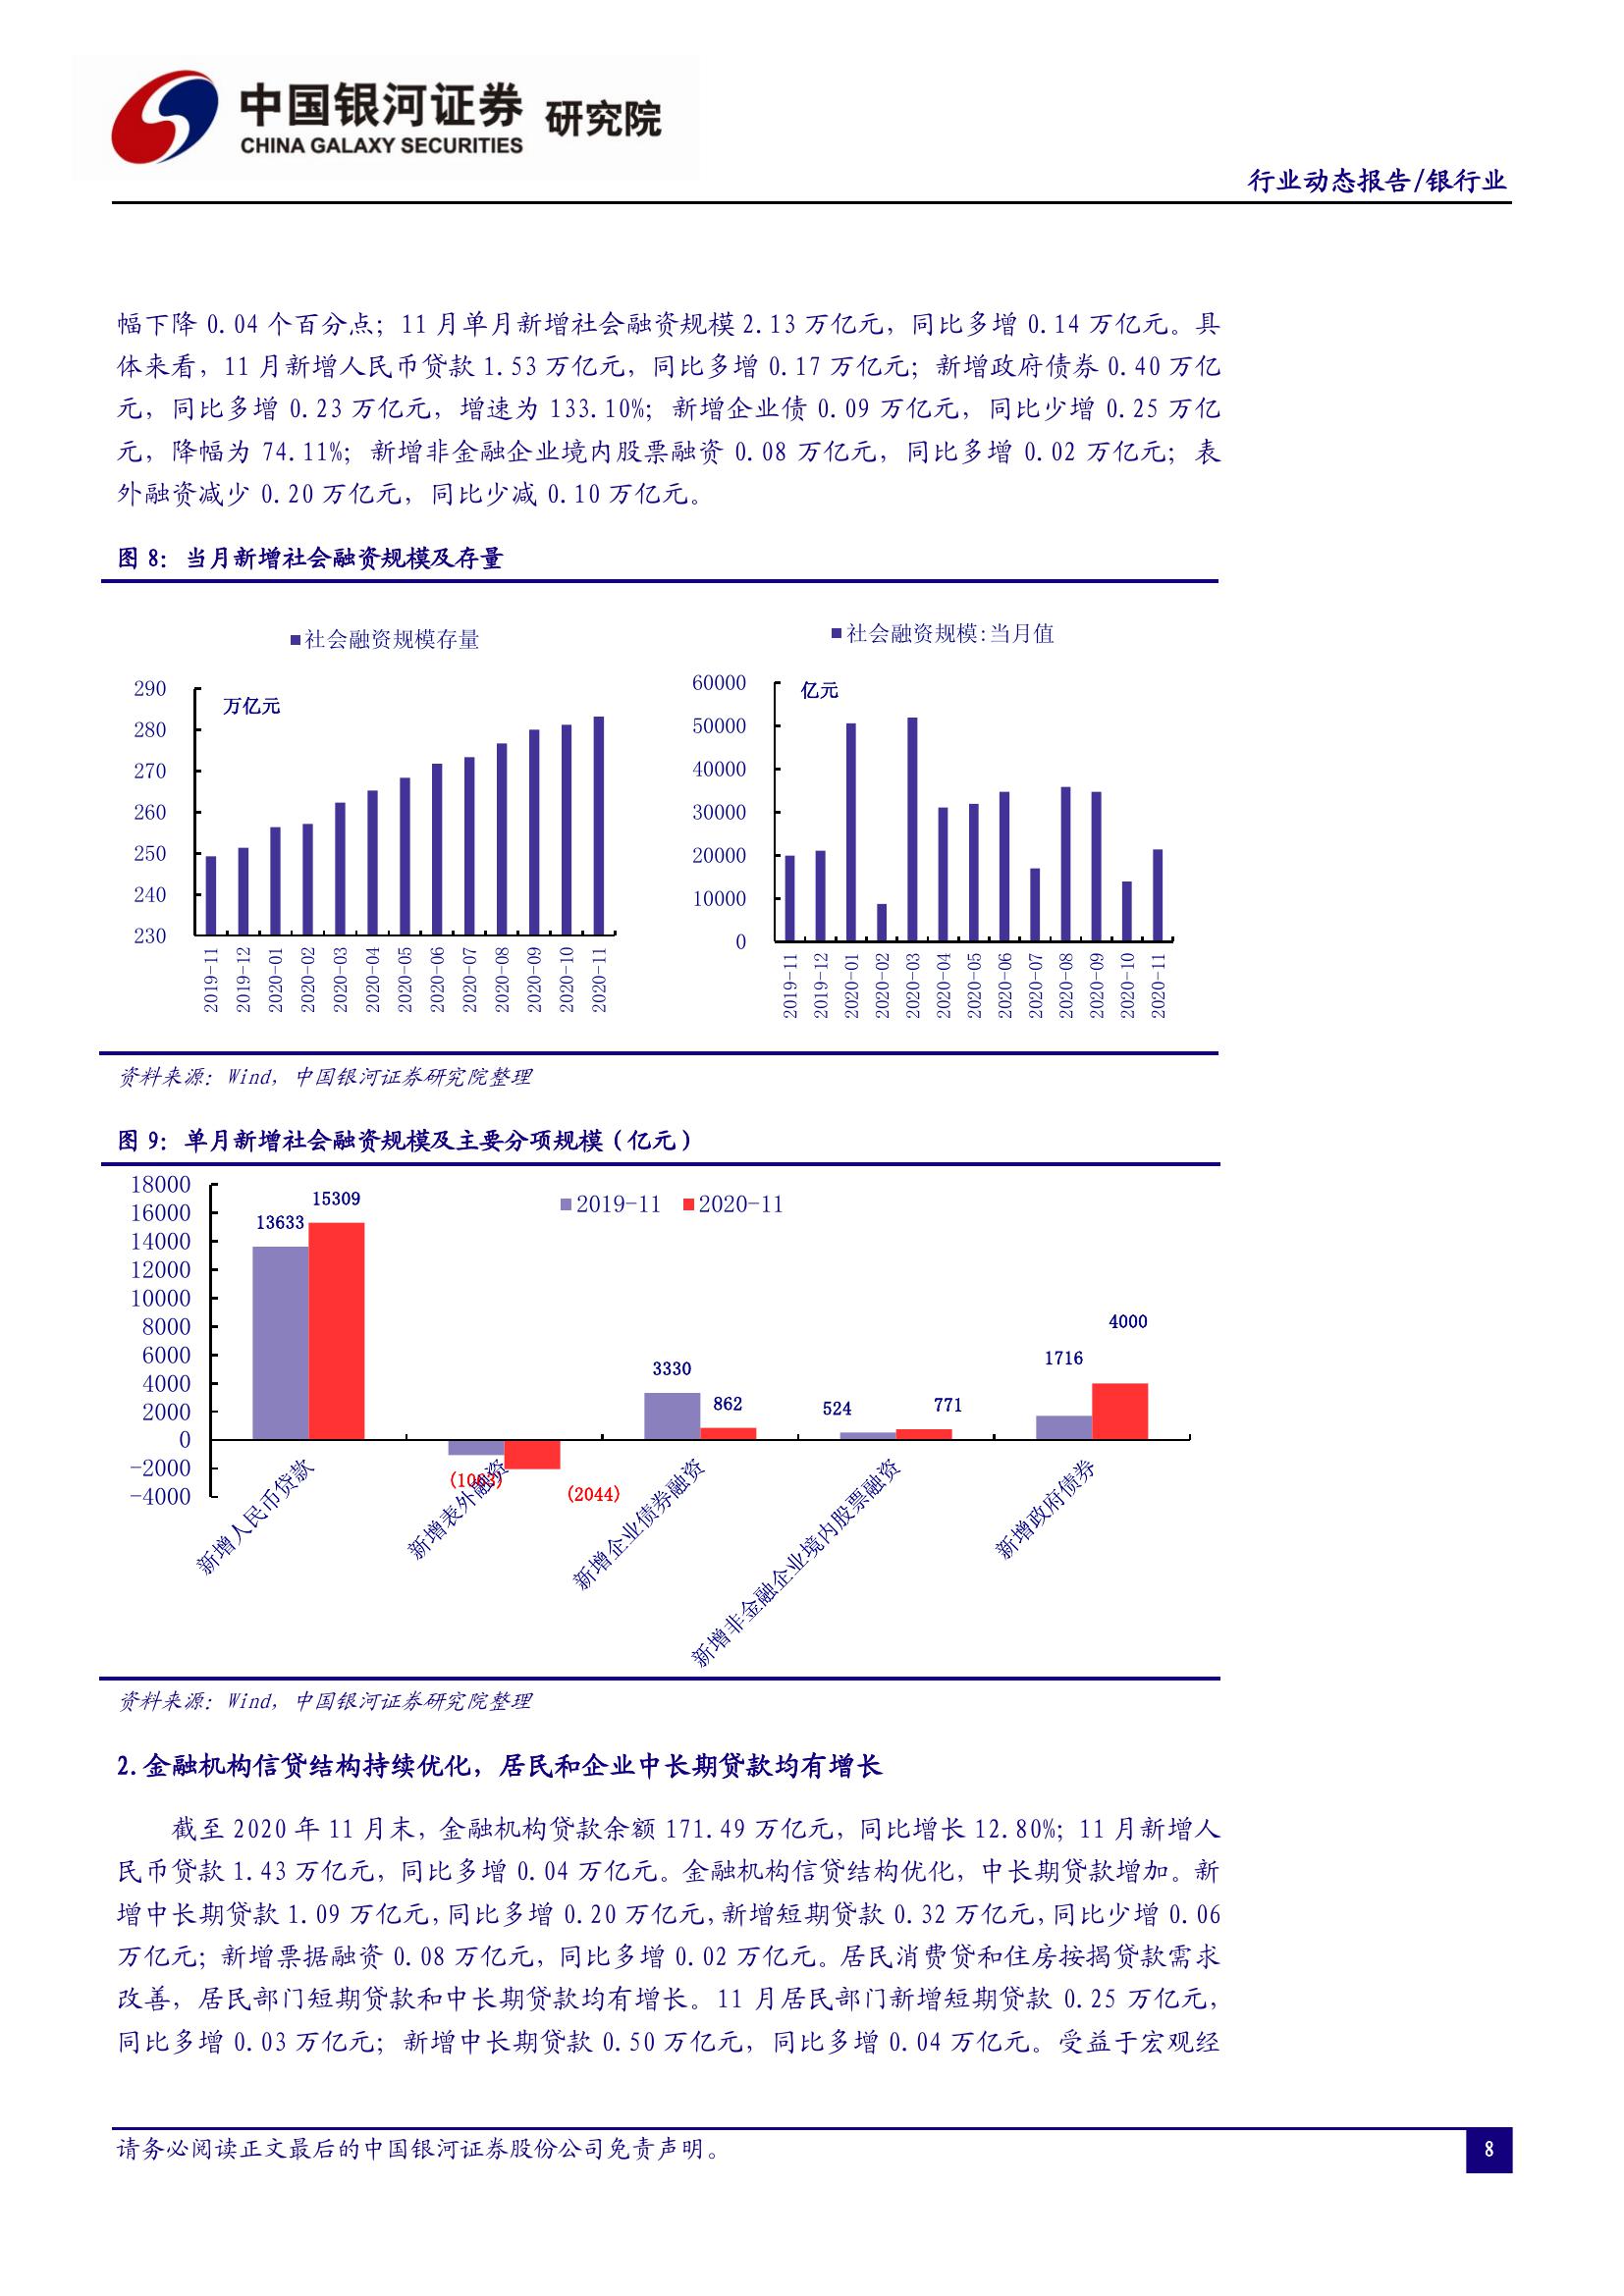 中国银河证券 研究院
CHINA GALAXY SECURITIES
行业动态报告/银行业
幅下降 0.04 个百分点；11 月单月新增社会融资规模 2.13 万亿元，同比多增 0.14 万亿元。具
体来看，11 月新增人民币贷款 1.53 万亿元，同比多增 0.17 万亿元；新增政府债券 0.40 万亿
元，同比多增 0.23 万亿元，增速为 133.10%；新增企业债 0.09 万亿元，同比少增 0.25 万亿
元，降幅为 74.11%；新增非金融企业境内股票融资 0.08 万亿元，同比多增 0.02 万亿元；表
外融资减少 0.20 万亿元，同比少减 0.10 万亿元。
图 8：当月新增社会融资规模及存量
社会融资规模存量
万亿元
290
280
270
260
250
240
230
2019-11
2019-12
2020-01
2020-02
2020-03
2020-04
2020-05
2020-06
2020-07
2020-08
2020-09
2020-10
2020-11
社会融资规模:当月值
亿元
60000
50000
40000
30000
20000
10000
0
2019-11
2019-12
2020-01
2020-02
2020-03
2020-04
2020-05
2020-06
2020-07
2020-08
2020-09
2020-10
2020-11
资料来源：Wind，中国银河证券研究院整理
图 9：单月新增社会融资规模及主要分项规模（亿元）
2019-11 2020-11
18000
16000
14000
12000
10000
8000
6000
4000
2000
0
-2000
-4000
13633
15309
(1063)
(2044)
3330
862
524
771
1716
4000
新增人民币贷款
新增表外融资
新增企业债券融资
新增非金融企业境内股票融资
新增政府债券
资料来源：Wind，中国银河证券研究院整理
2.金融机构信贷结构持续优化，居民和企业中长期贷款均有增长
截至 2020 年 11 月末，金融机构贷款余额 171.49 万亿元，同比增长 12.80%；11 月新增人
民币贷款 1.43 万亿元，同比多增 0.04 万亿元。金融机构信贷结构优化，中长期贷款增加。新
增中长期贷款 1.09 万亿元，同比多增 0.20 万亿元，新增短期贷款 0.32 万亿元，同比少增 0.06
万亿元；新增票据融资 0.08 万亿元，同比多增 0.02 万亿元。居民消费贷和住房按揭贷款需求
改善，居民部门短期贷款和中长期贷款均有增长。11 月居民部门新增短期贷款 0.25 万亿元，
同比多增 0.03 万亿元；新增中长期贷款 0.50 万亿元，同比多增 0.04 万亿元。受益于宏观经
请务必阅读正文最后的中国银河证券股份公司免责声明。
8